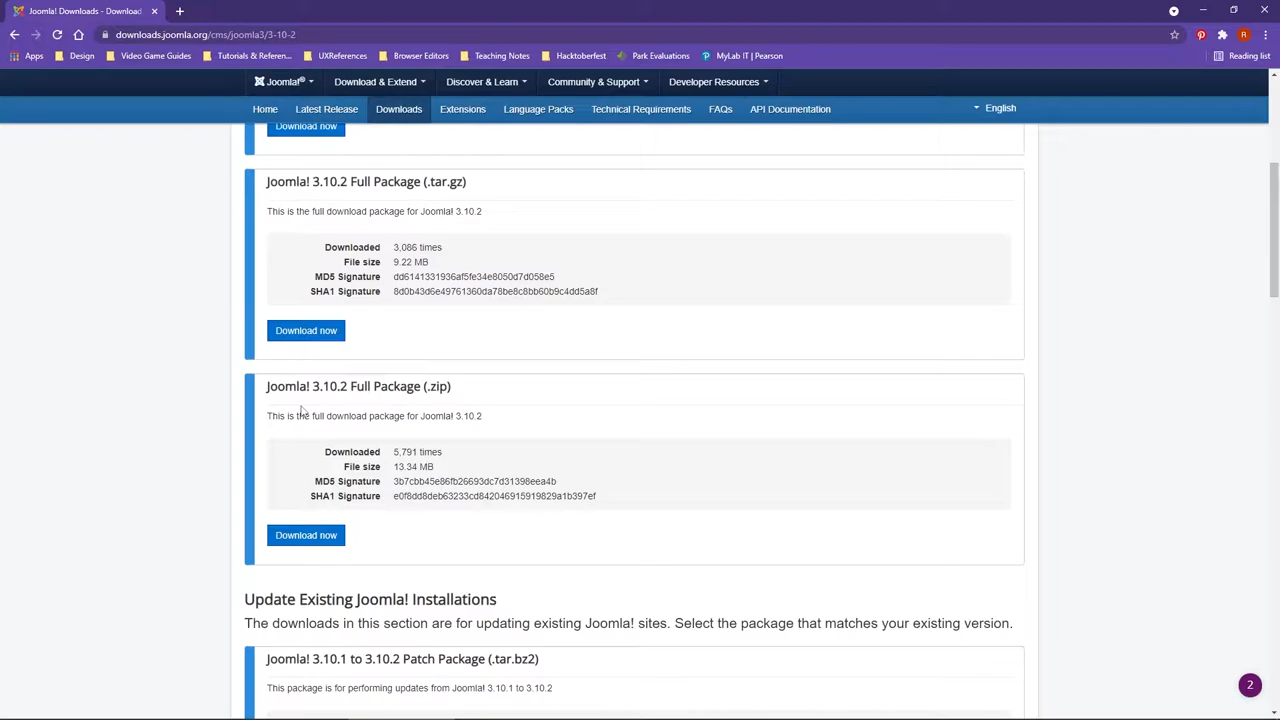 Joomla! Downloads - Download
downloads.joomla.org/cms/joomla3/3-10-2
R
Apps Design Video Game Guides Tutorials & Referen... UXReferences Browser Editors Teaching Notes Hacktoberfest Park Evaluations MyLab IT | Pearson Reading list
Joomla!® Download & Extend Discover & Learn Community & Support Developer Resources
Home Latest Release Downloads Extensions Language Packs Technical Requirements FAQs API Documentation English
Download now
Joomla! 3.10.2 Full Package (.tar.gz)
This is the full download package for Joomla! 3.10.2
Downloaded 3,086 times
File size 9.22 MB
MD5 Signature dd6141331936af5fe34e8050d7d058e5
SHA1 Signature 8d0b43d6e49761360da78be8c8bb60b9c4dd5a8f
Download now
Joomla! 3.10.2 Full Package (.zip)
This is the full download package for Joomla! 3.10.2
Downloaded 5,791 times
File size 13.34 MB
MD5 Signature 3b7cbb45e86fb26693dc7d31398eea4b
SHA1 Signature e0f8dd8deb63233cd842046915919829a1b397ef
Download now
Update Existing Joomla! Installations
The downloads in this section are for updating existing Joomla! sites. Select the package that matches your existing version.
Joomla! 3.10.1 to 3.10.2 Patch Package (.tar.bz2)
This package is for performing updates from Joomla! 3.10.1 to 3.10.2
2